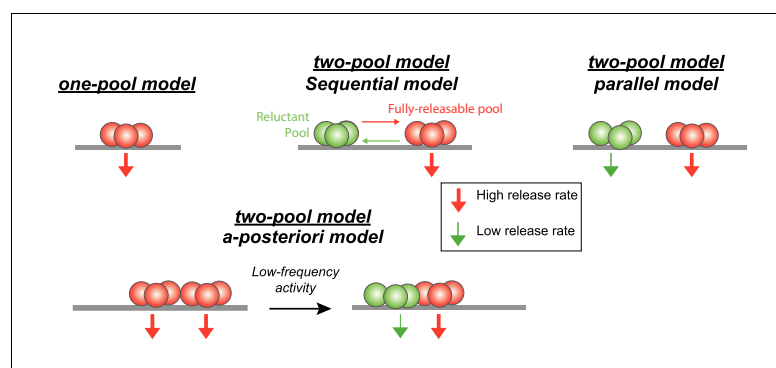 one-pool model
two-pool model
Sequential model
two-pool model
parallel model
Reluctant
Pool
Fully-releasable pool
High release rate
Low release rate
two-pool model
a-posteriori model
Low-frequency
activity